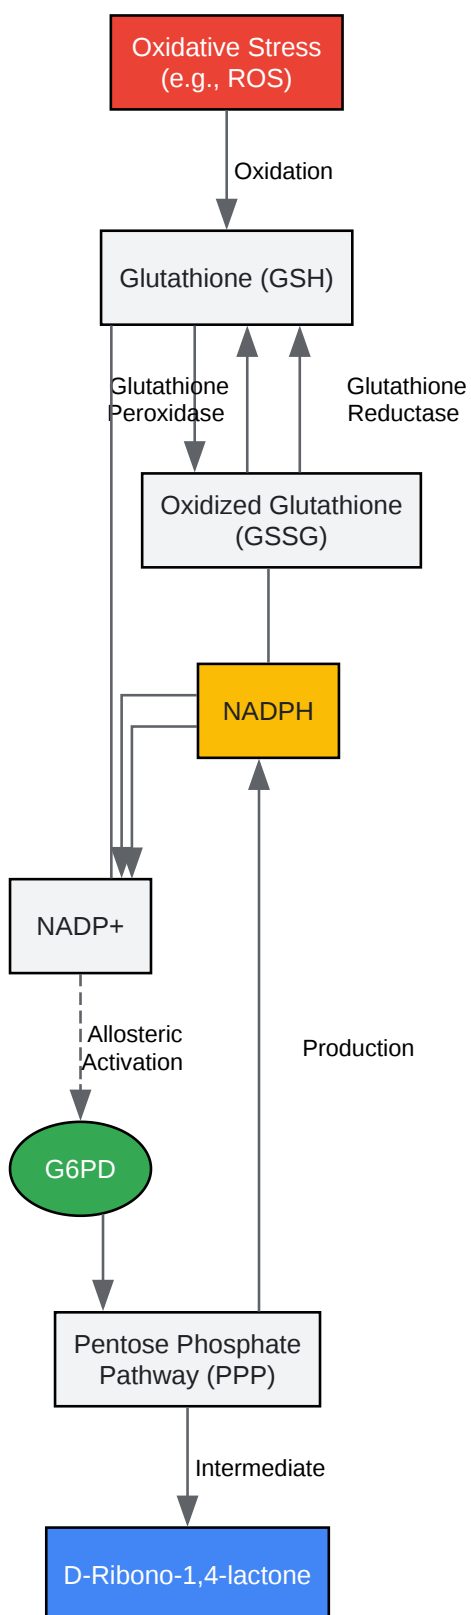 Oxidative Stress
(e.g., ROS)
Oxidation
Glutathione (GSH)
Glutathione
Peroxidase
Glutathione
Reductase
Oxidized Glutathione
(GSSG)
NADPH
NADP+
Allosteric
Activation
Production
G6PD
Pentose Phosphate
Pathway (PPP)
Intermediate
D-Ribono-1,4-lactone